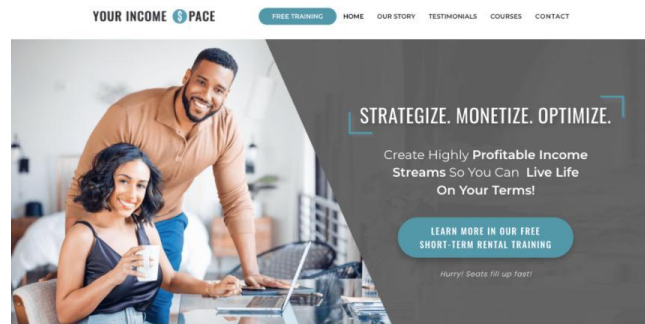 YOUR INCOME $ PACE
FREE TRAINING HOME OUR STORY TESTIMONIALS COURSES CONTACT
STRATEGIZE. MONETIZE. OPTIMIZE.
Create Highly Profitable Income
Streams So You Can Live Life
On Your Terms!
LEARN MORE IN OUR FREE
SHORT-TERM RENTAL TRAINING
Hurry! Seats fill up fast!